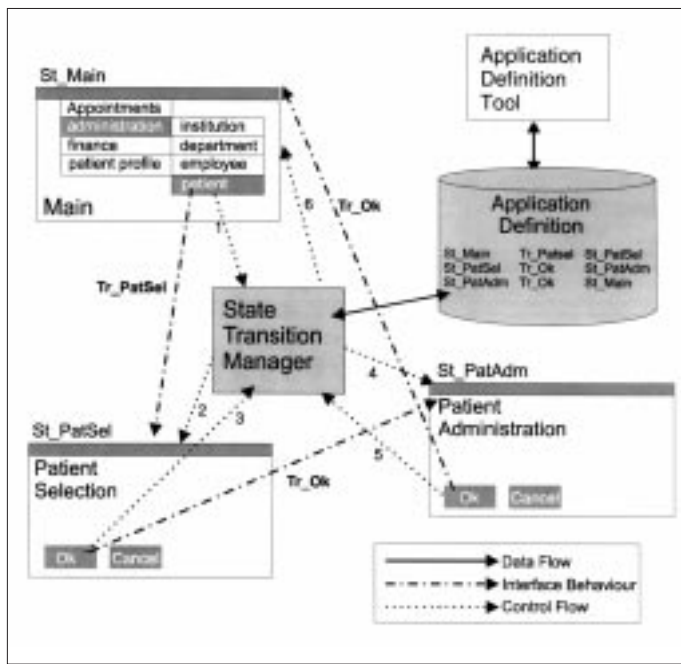 St_Main
Appointments
administration institution
finance department
patient profile employee
patient
Main
Application
Definition
Tool
Application
Definition
St_Main Tr_Patsel St_PatSel
St_PatSel Tr_Ok St_PatAdm
St_PatAdm Tr_Ok St_Main
1
6
Tr_Ok
Tr_PatSel
State
Transition
Manager
4
2
3
5
St_PatAdm
Patient
Administration
Ok Cancel
St_PatSel
Patient
Selection
Ok Cancel
Tr_Ok
Data Flow
Interface Behaviour
Control Flow